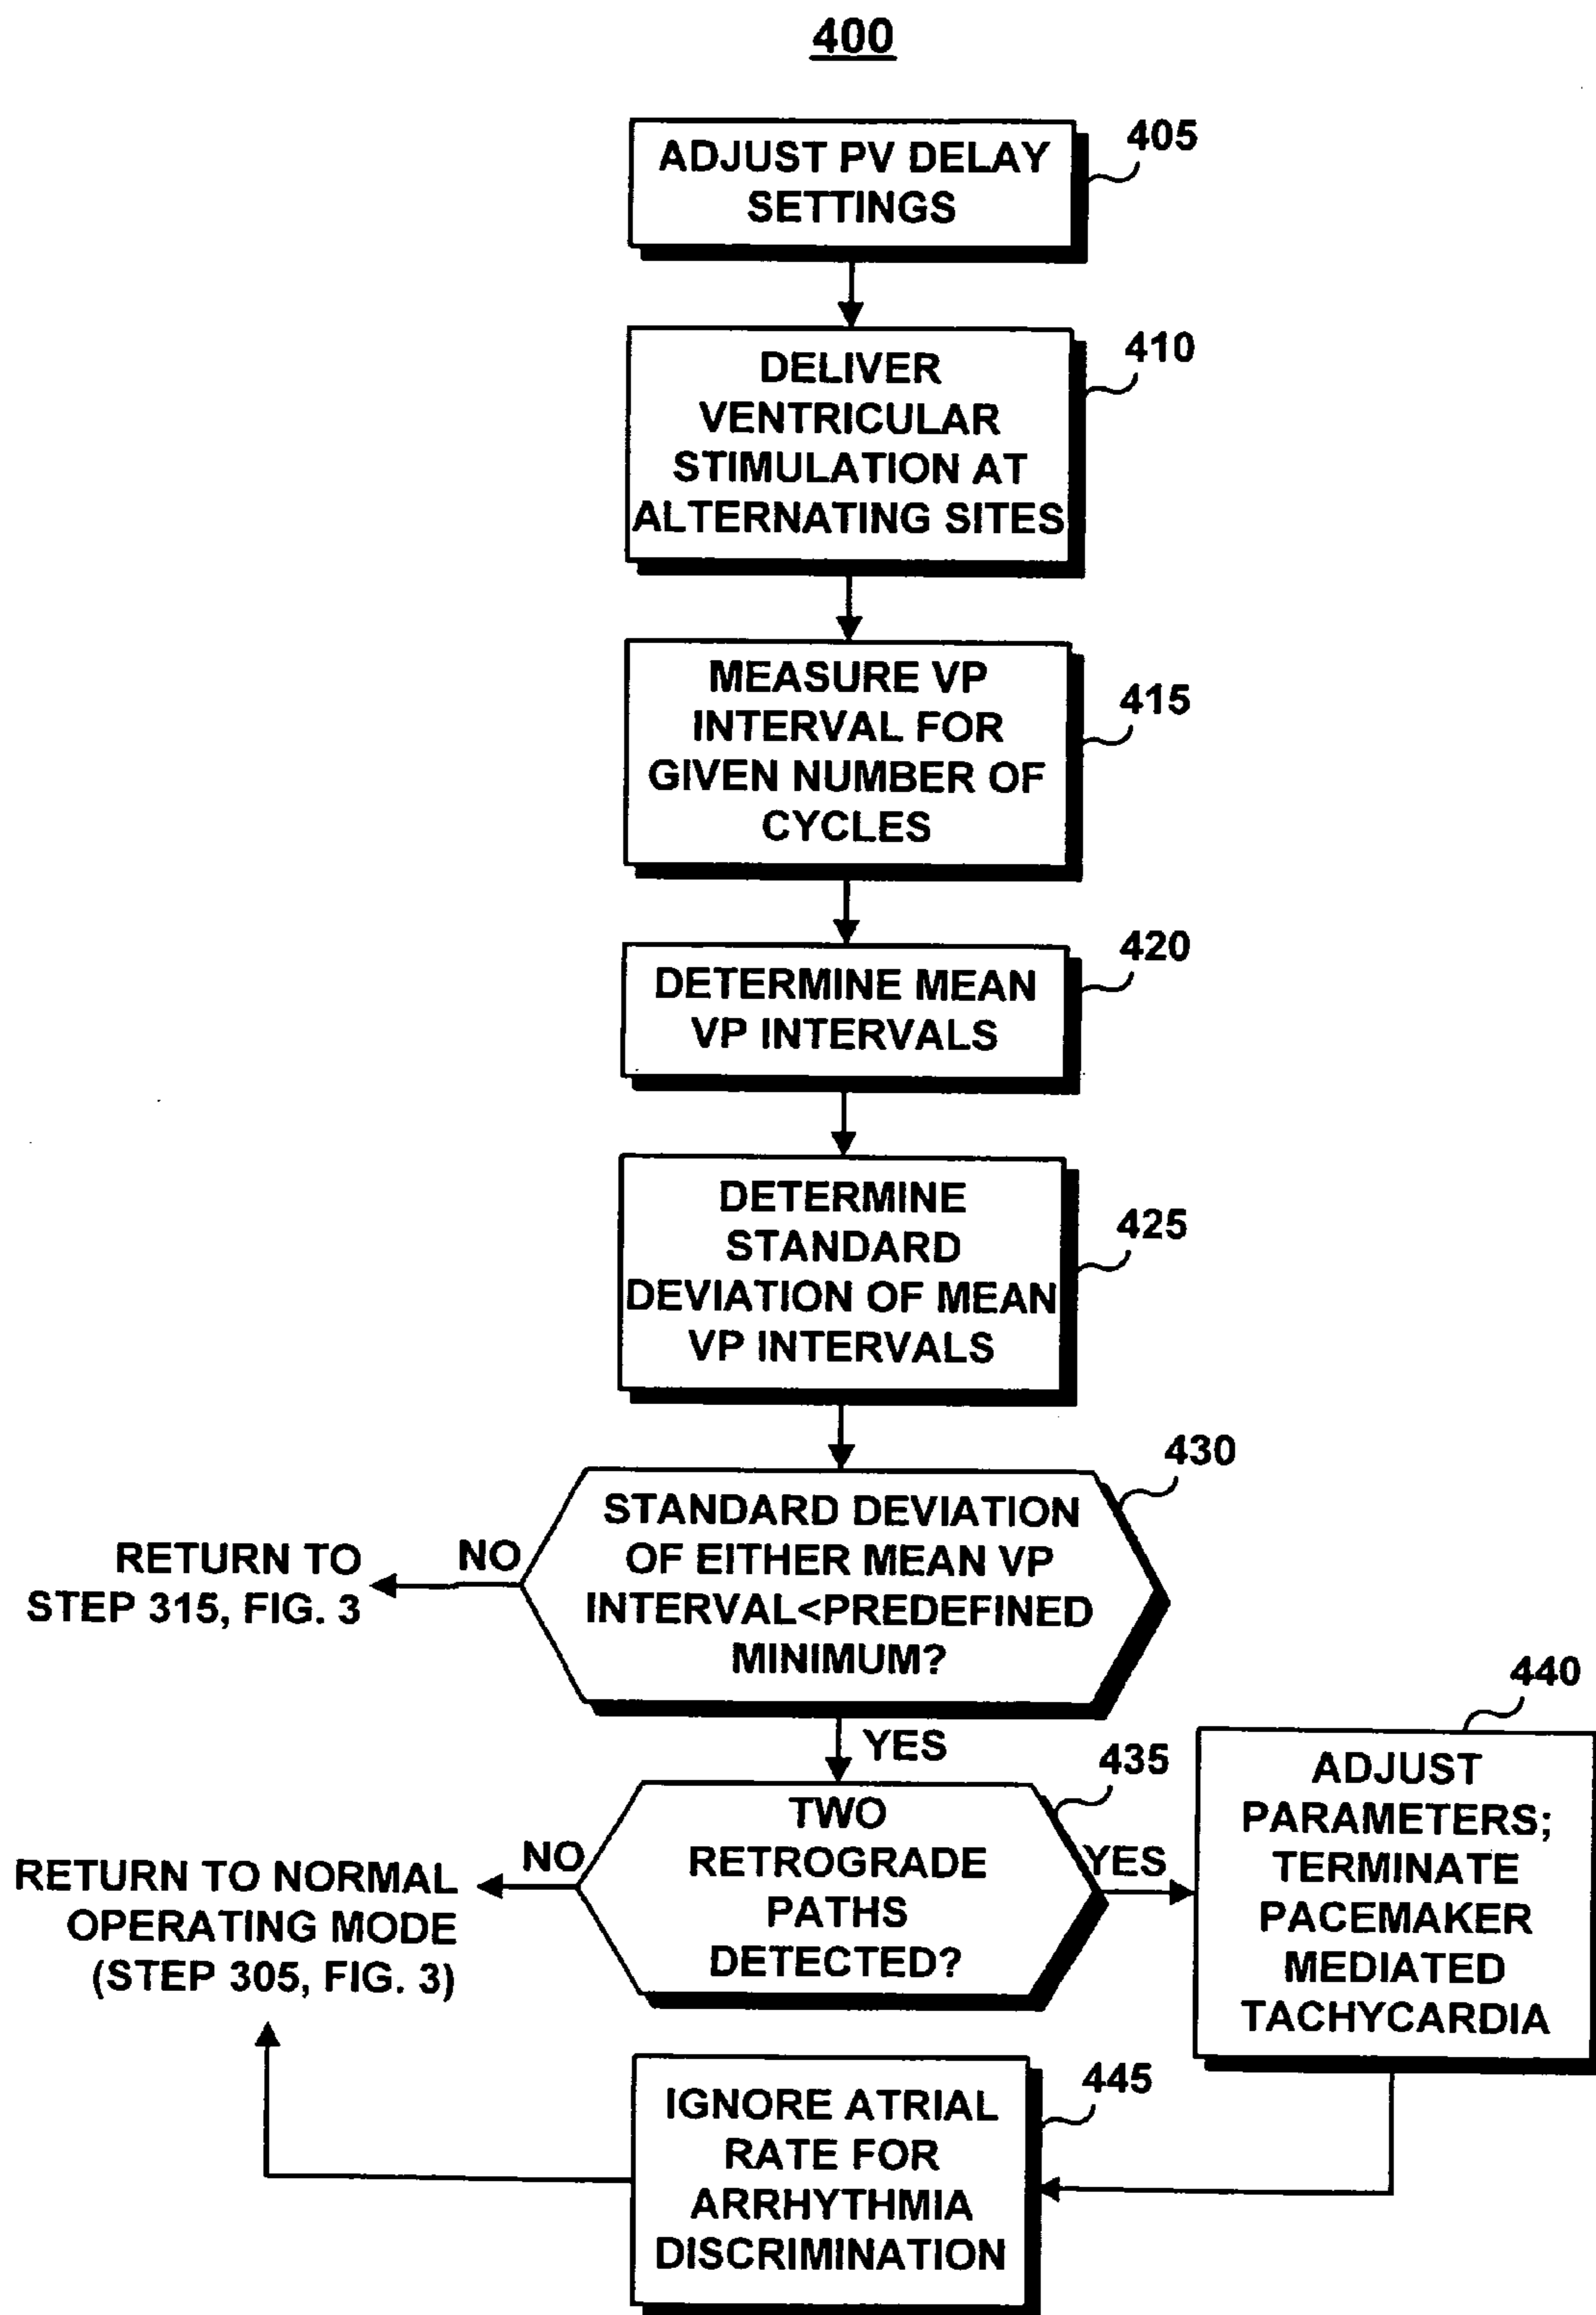 400
ADJUST PV DELAY
SETTINGS
405
DELIVER
VENTRICULAR
STIMULATION AT
ALTERNATING SITES
410
MEASURE VP
INTERVAL FOR
GIVEN NUMBER OF
CYCLES
415
DETERMINE MEAN
VP INTERVALS
420
DETERMINE
STANDARD
DEVIATION OF MEAN
VP INTERVALS
425
STANDARD DEVIATION
OF EITHER MEAN VP
INTERVAL<PREDEFINED
MINIMUM?
430
NO
RETURN TO
STEP 315, FIG. 3
YES
TWO
RETROGRADE
PATHS
DETECTED?
435
NO
RETURN TO NORMAL
OPERATING MODE
(STEP 305, FIG. 3)
YES
440
ADJUST
PARAMETERS;
TERMINATE
PACEMAKER
MEDIATED
TACHYCARDIA
IGNORE ATRIAL
RATE FOR
ARRHYTHMIA
DISCRIMINATION
445